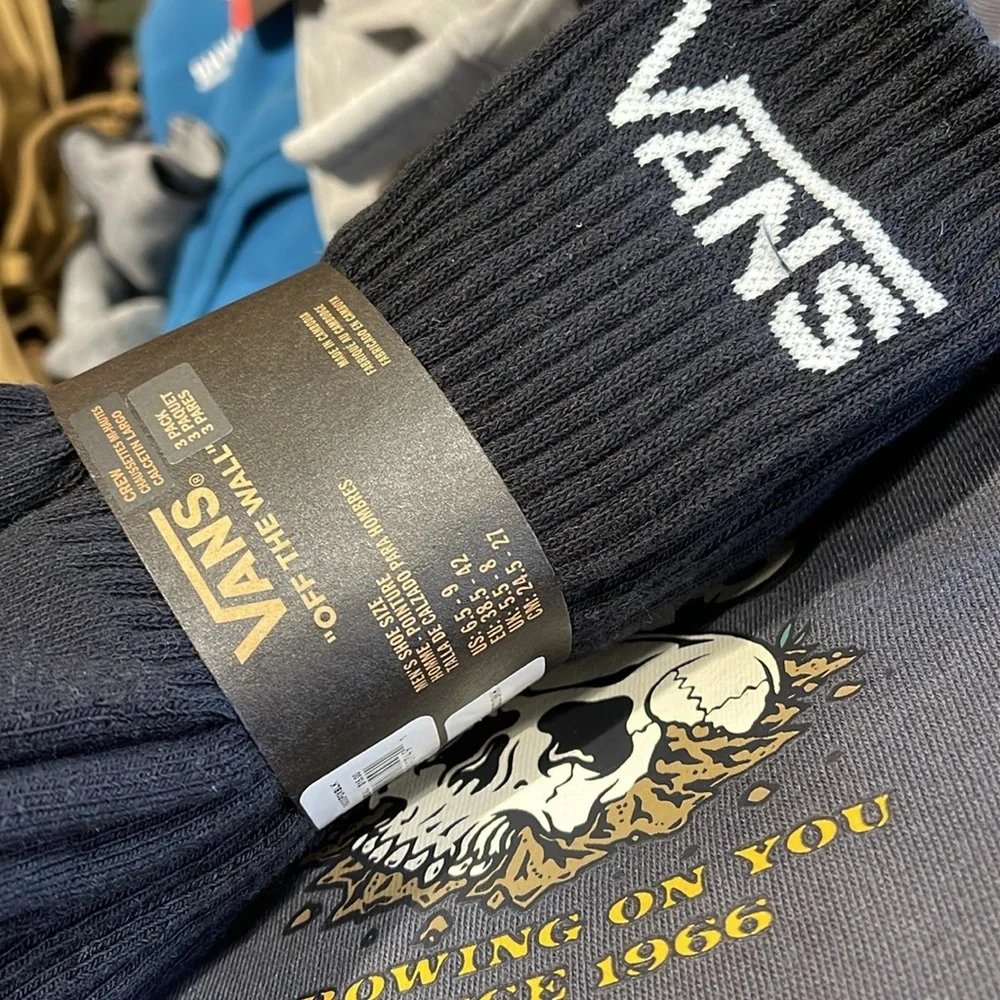 VANS
MADE IN CAMBODIA
FABRIQUÉ AU CAMBODGE
FABRICADO EN CAMBOYA
3 PACK
3 PAQUET
3 PARES
CREW
CHAUSSETTES MI-HAUTES
CALCETIN LARGO
VANS®
"OFF THE WALL"
MEN'S SHOE SIZE
HOMME: POINTURE
TALLA DE CALZADO PARA HOMBRES
US: 6.5 - 9
EU: 38.5 - 42
UK: 5.5 - 8
CM: 24.5 - 27
OWING ON YOU
CE 1966